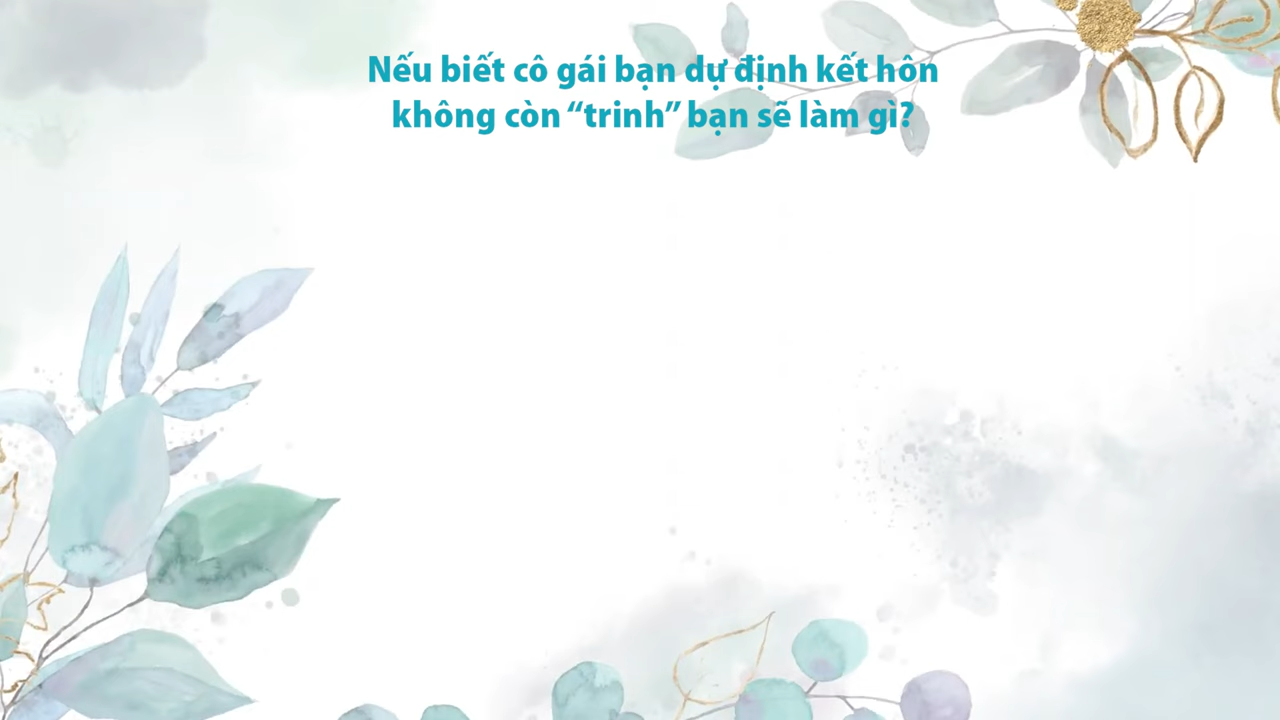 Nếu biết cô gái bạn dự định kết hôn
không còn “trinh” bạn sẽ làm gì?